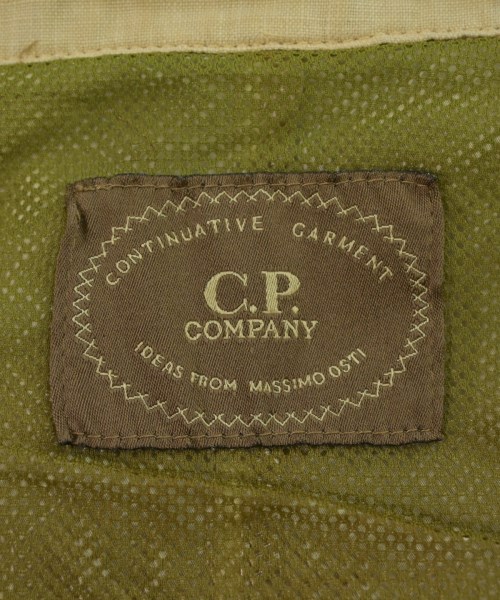 CONTINUATIVE GARMENT
C.P.
COMPANY
IDEAS FROM MASSIMO OSTI